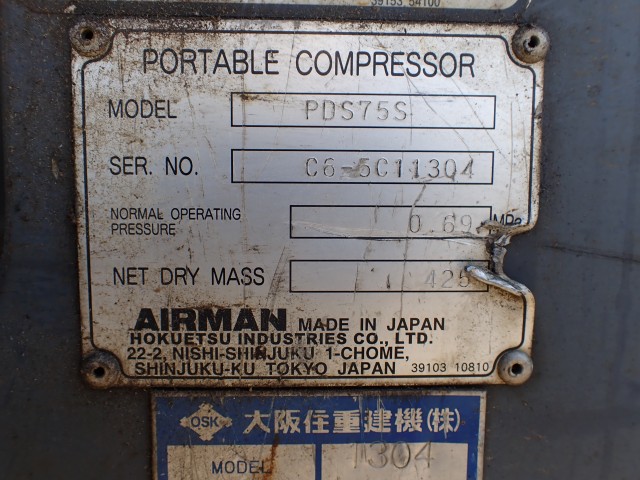 39153 54100
PORTABLE COMPRESSOR
MODEL PDS75S
SER. NO. C6-5C11304
NORMAL OPERATING
PRESSURE 0.69 MPa
NET DRY MASS 425
AIRMAN MADE IN JAPAN
HOKUETSU INDUSTRIES CO., LTD.
22-2, NISHI-SHINJUKU 1-CHOME,
SHINJUKU-KU TOKYO JAPAN 39103 10810
OSK 大阪住重建機(株)
MODEL 1304